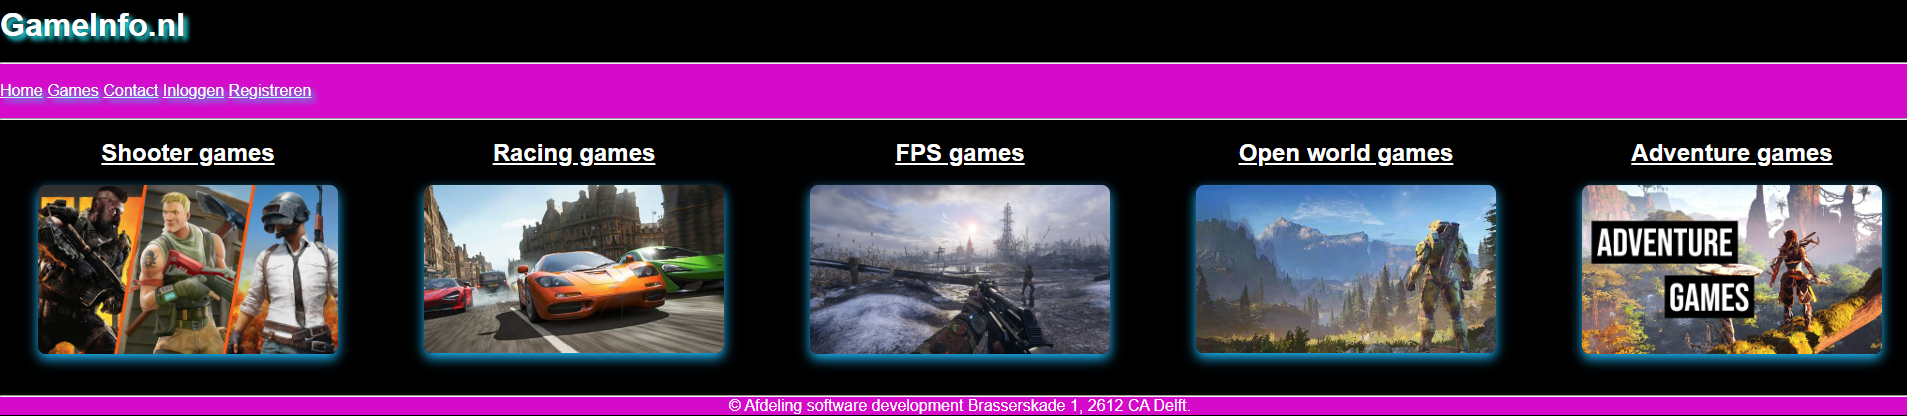 GameInfo.nl
Home Games Contact Inloggen Registreren
Shooter games Racing games FPS games Open world games Adventure games
ADVENTURE
GAMES
© Afdeling software development Brasserskade 1, 2612 CA Delft.